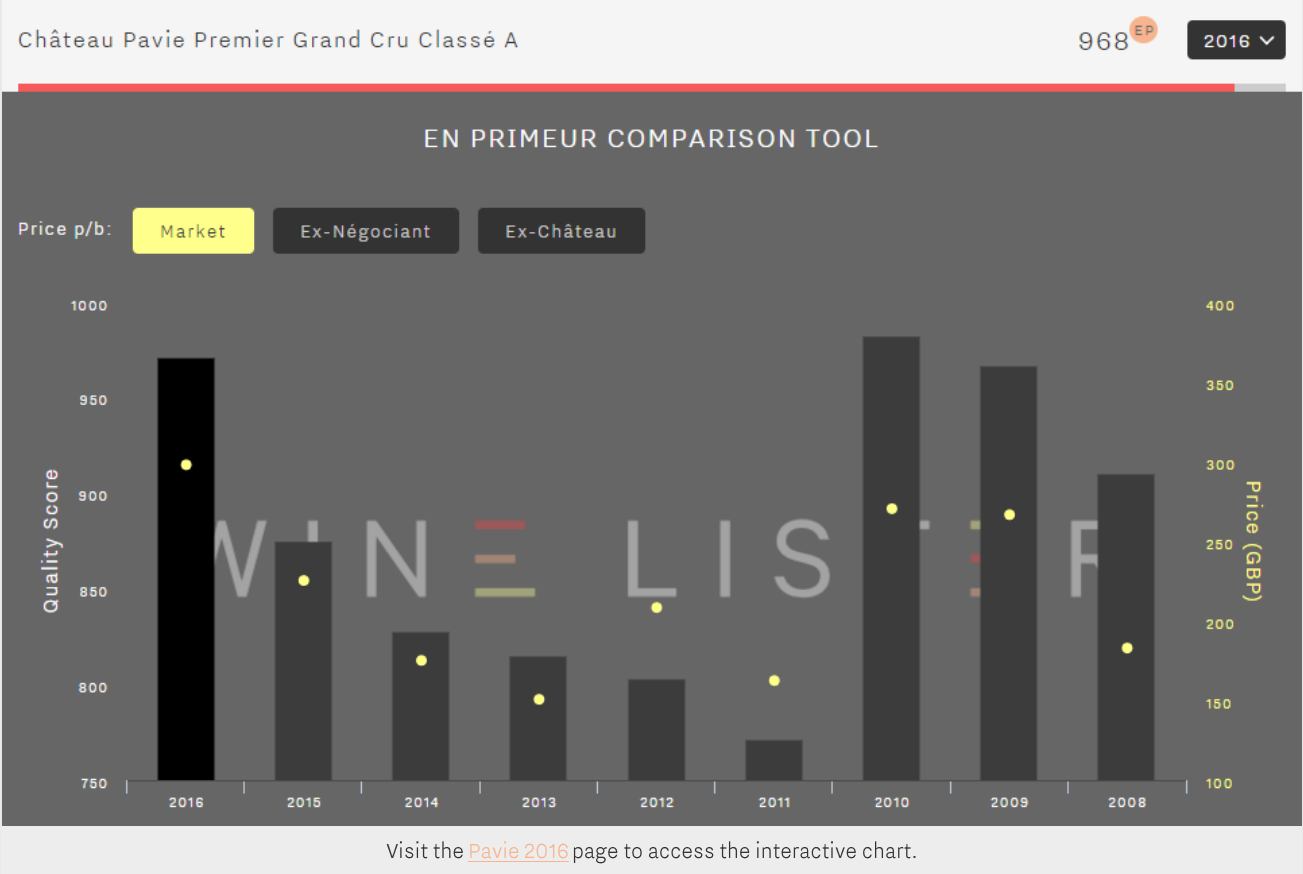 Château Pavie Premier Grand Cru Classé A
968 EP
2016
EN PRIMEUR COMPARISON TOOL
Price p/b: Market Ex-Négociant Ex-Château
1000 400
950 350
900 300
850 250
800 200
750 150
100
Quality Score
Price (GBP)
WINE LISTER
2016 2015 2014 2013 2012 2011 2010 2009 2008
Visit the Pavie 2016 page to access the interactive chart.